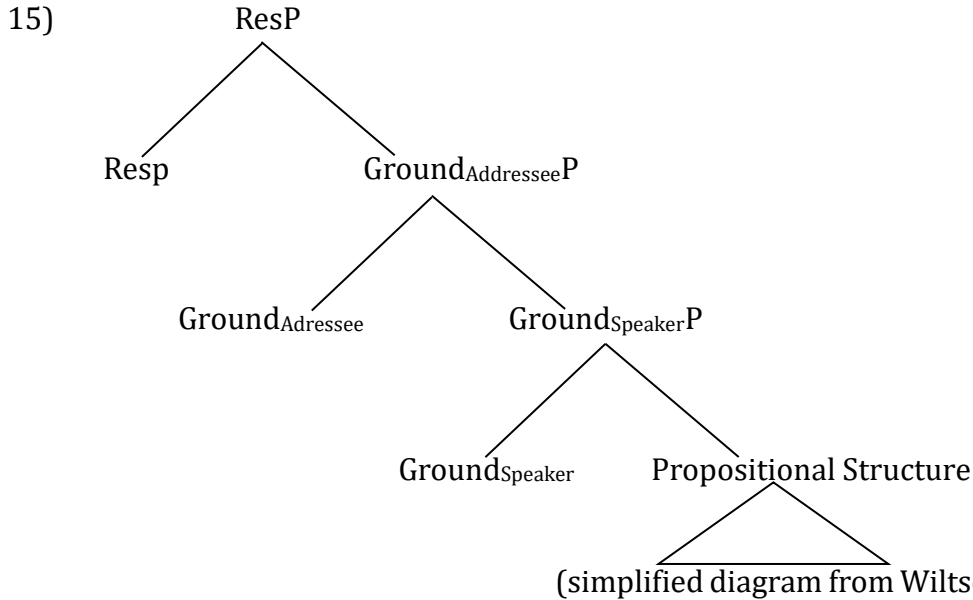 15) ResP
Resp GroundAddresseeP
GroundAdressee GroundSpeakerP
GroundSpeaker Propositional Structure
(simplified diagram from Wilts